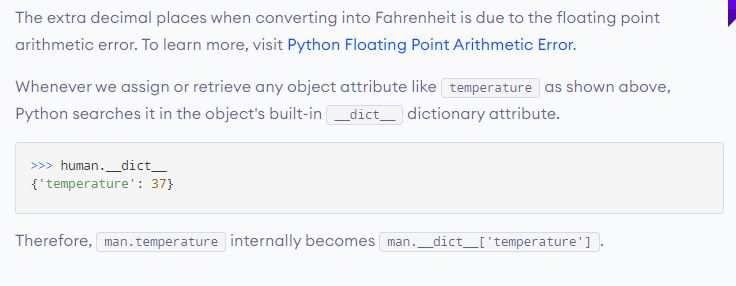 The extra decimal places when converting into Fahrenheit is due to the floating point
arithmetic error. To learn more, visit Python Floating Point Arithmetic Error.
Whenever we assign or retrieve any object attribute like temperature as shown above,
Python searches it in the object's built-in __dict__ dictionary attribute.
>>> human.__dict__
{'temperature': 37}
Therefore, man.temperature internally becomes man.__dict__['temperature'].